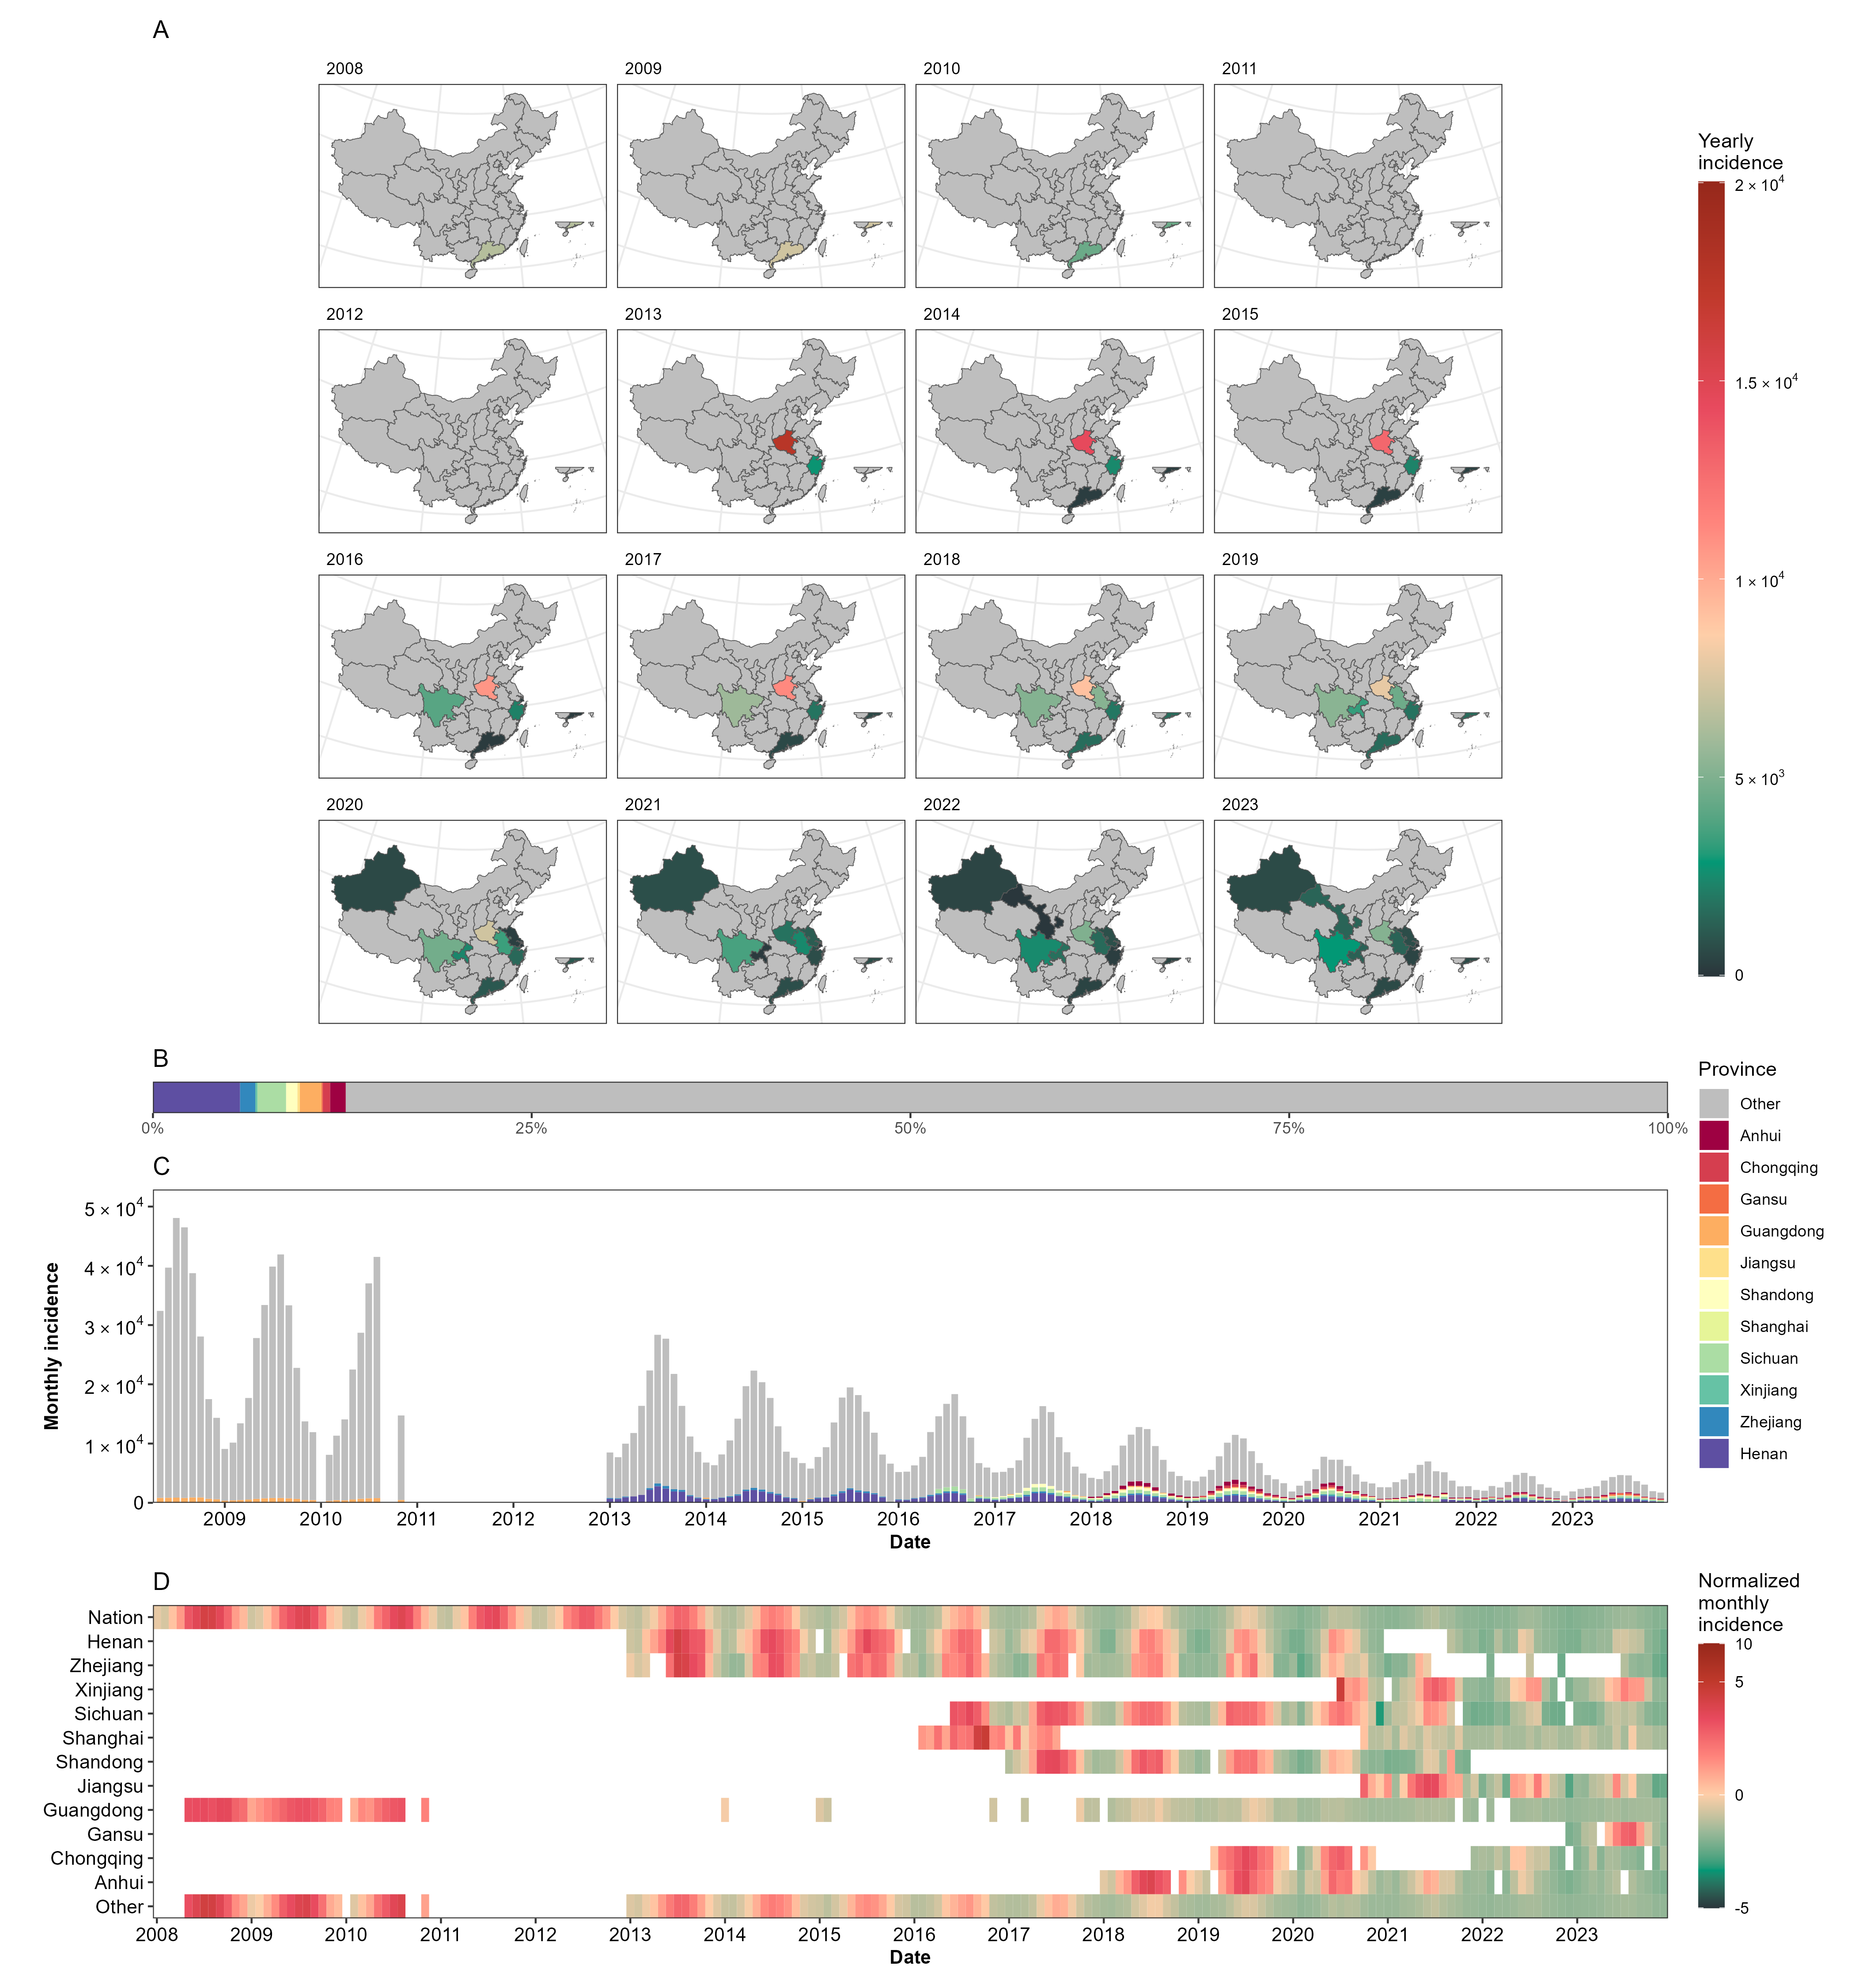 A
2008
2009
2010
2011
2012
2013
2014
2015
2016
2017
2018
2019
2020
2021
2022
2023
Yearly
incidence
2 × 10⁴
1.5 × 10⁴
1 × 10⁴
5 × 10³
0
B
0%
25%
50%
75%
100%
Province
Other
Anhui
Chongqing
Gansu
Guangdong
Jiangsu
Shandong
Shanghai
Sichuan
Xinjiang
Zhejiang
Henan
C
Monthly incidence
5 × 10⁴
4 × 10⁴
3 × 10⁴
2 × 10⁴
1 × 10⁴
0
2009 2010 2011 2012 2013 2014 2015 2016 2017 2018 2019 2020 2021 2022 2023
Date
D
Nation
Henan
Zhejiang
Xinjiang
Sichuan
Shanghai
Shandong
Jiangsu
Guangdong
Gansu
Chongqing
Anhui
Other
2008 2009 2010 2011 2012 2013 2014 2015 2016 2017 2018 2019 2020 2021 2022 2023
Date
Normalized
monthly
incidence
10
5
0
-5